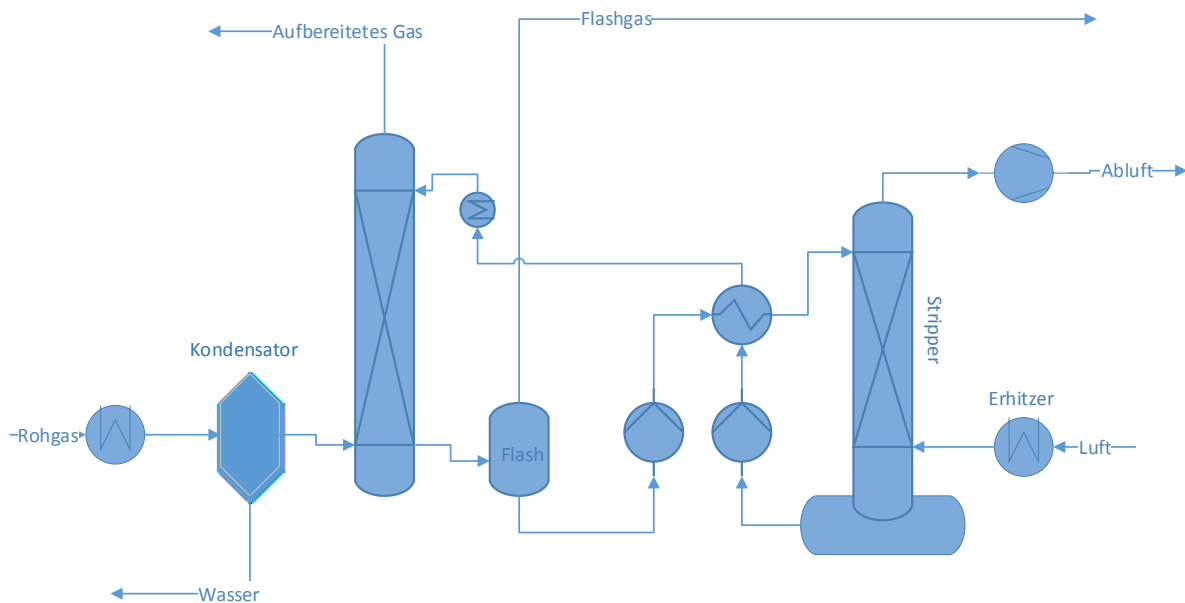 Flashgas
Aufbereitetes Gas
Abluft
Stripper
Kondensator
Erhitzer
Rohgas
Flash
Luft
Wasser